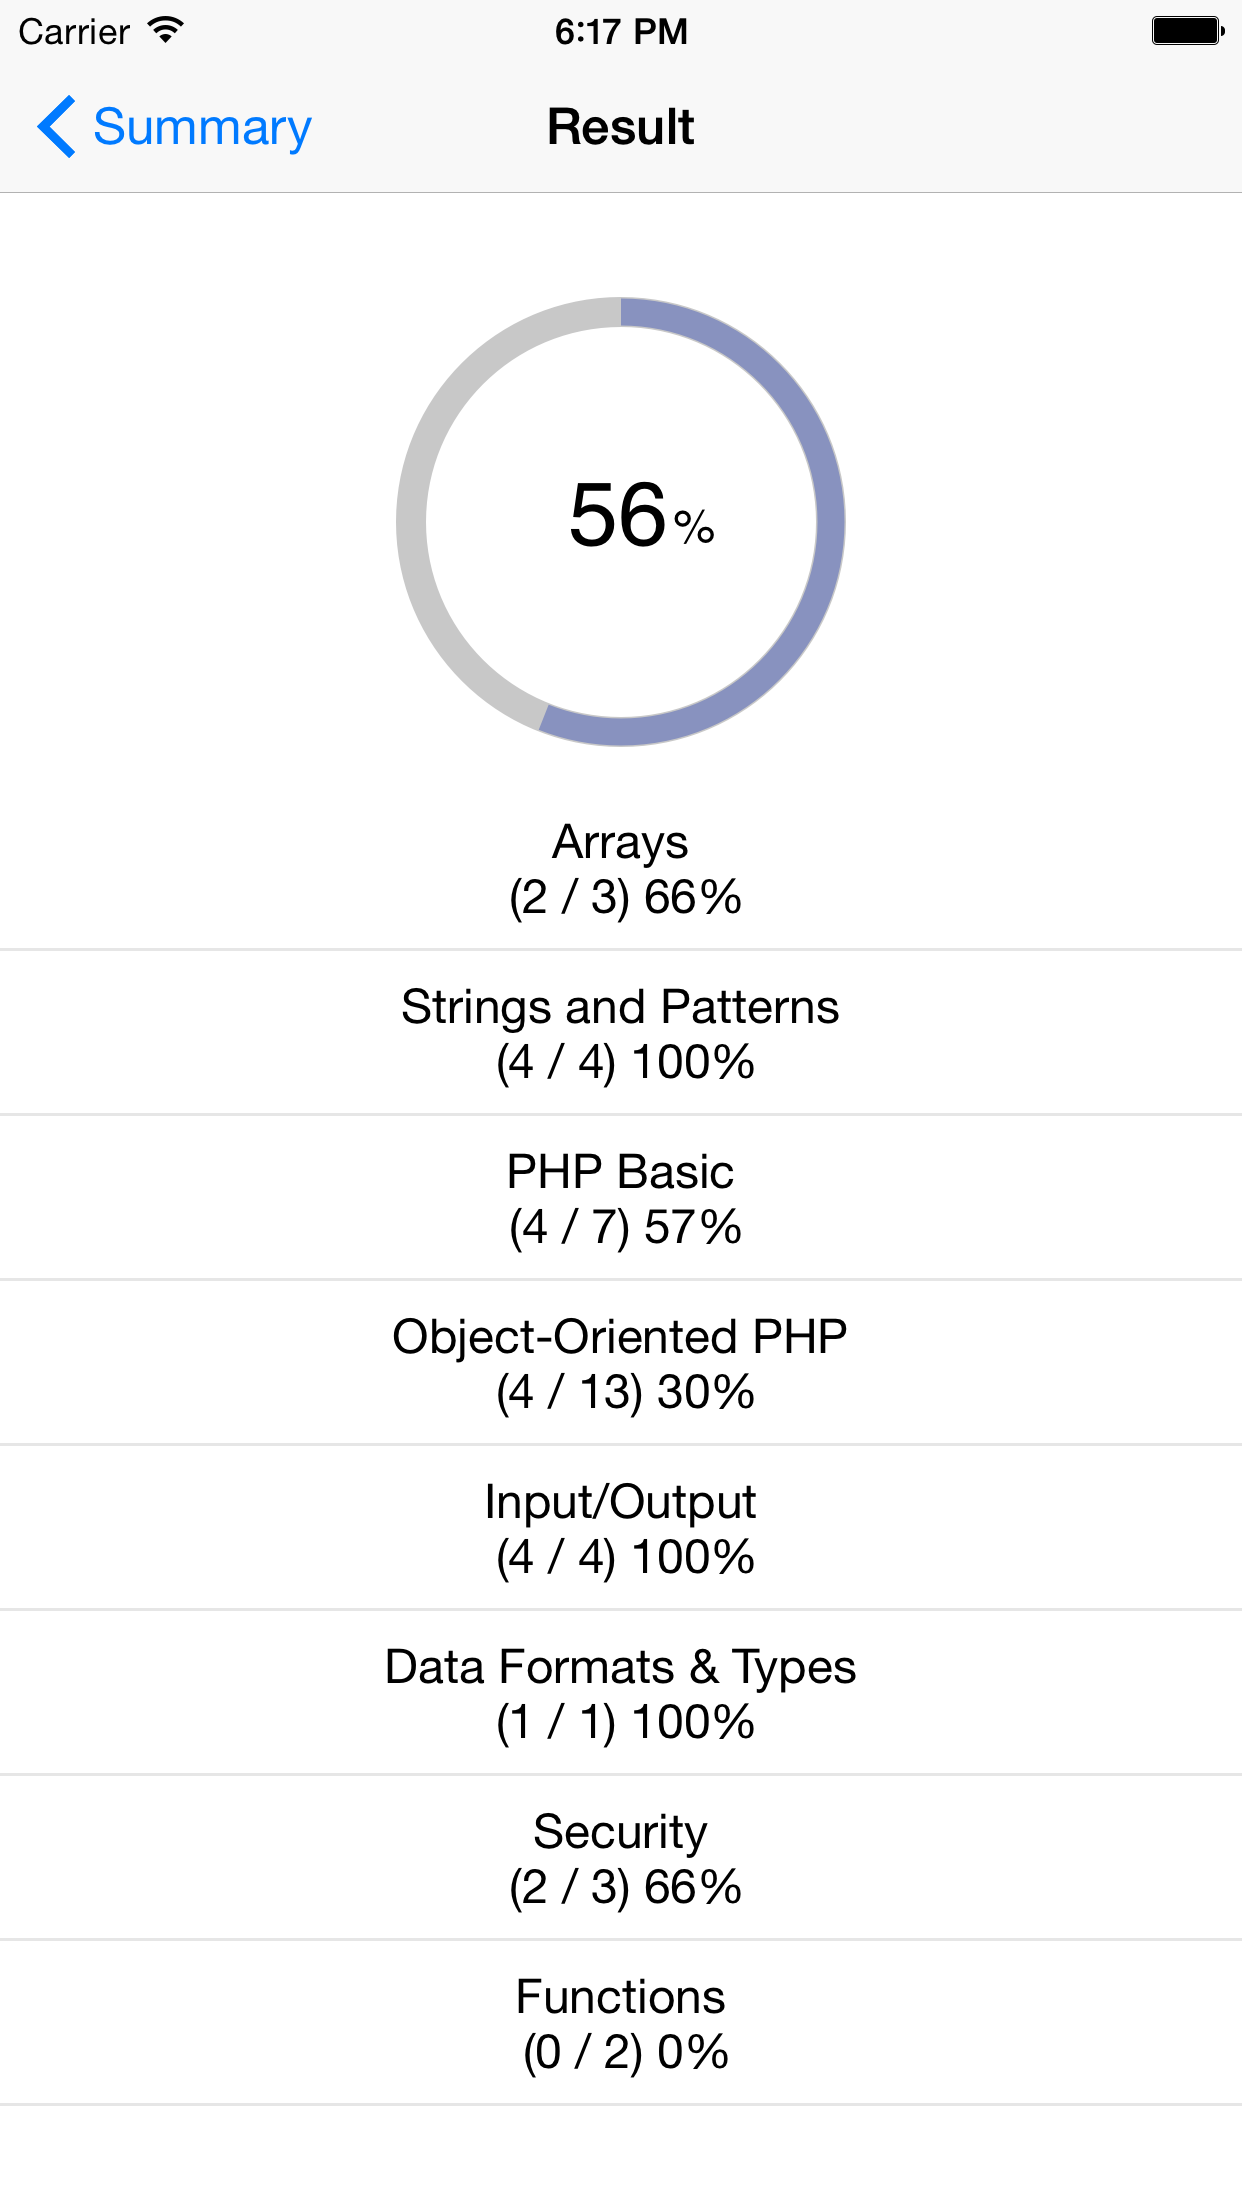 Carrier
6:17 PM
Summary
Result
56%
Arrays
(2 / 3) 66%
Strings and Patterns
(4 / 4) 100%
PHP Basic
(4 / 7) 57%
Object-Oriented PHP
(4 / 13) 30%
Input/Output
(4 / 4) 100%
Data Formats & Types
(1 / 1) 100%
Security
(2 / 3) 66%
Functions
(0 / 2) 0%